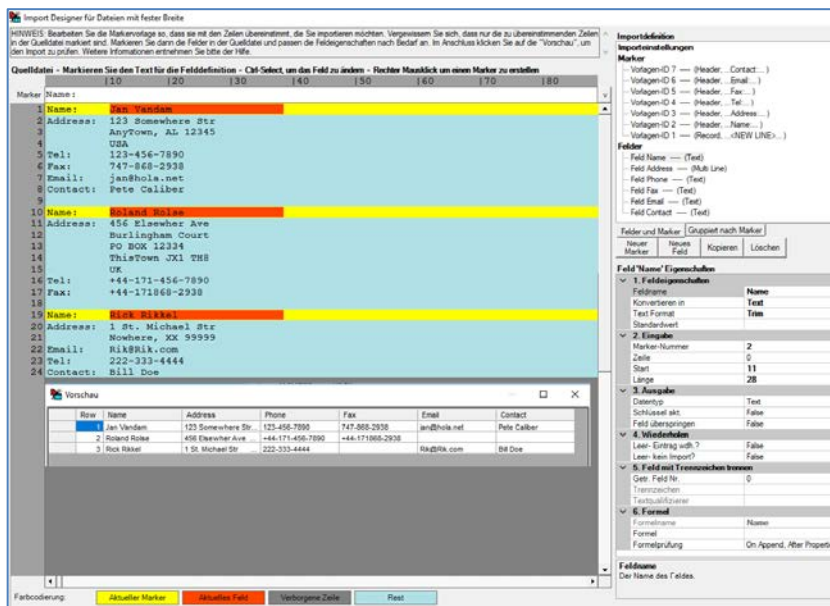 Import Designer für Dateien mit fester Breite
HINWEIS: Bearbeiten Sie die Markervorlage so, dass sie mit den Zeilen übereinstimmt, die Sie importieren möchten. Vergewissern Sie sich, dass nur die zu übereinstimmenden Zeilen
in der Quelldatei markiert sind. Markieren Sie dann die Felder in der Quelldatei und passen die Feldeigenschaften nach Bedarf an. Im Anschluss klicken Sie auf die "Vorschau", um
den Import zu prüfen. Weitere Informationen entnehmen Sie bitte der Hilfe.
Quelldatei - Markieren Sie den Text für die Felddefinition - Ctrl-Select, um das Feld zu ändern - Rechter Mausklick um einen Marker zu erstellen
|10 |20 |30 |40 |50 |60 |70 |80
Marker Name:
1 Name: Jan Vandam
2 Address: 123 Somewhere Str
3 AnyTown, AL 12345
4 USA
5 Tel: 123-456-7890
6 Fax: 747-868-2938
7 Email: jan@hola.net
8 Contact: Pete Caliber
9
10 Name: Roland Rolse
11 Address: 456 Elsewher Ave
12 Burlingham Court
13 PO BOX 12334
14 ThisTown JX1 TH8
15 UK
16 Tel: +44-171-456-7890
17 Fax: +44-171868-2938
18
19 Name: Rick Rikkel
20 Address: 1 St. Michael Str
21 Nowhere, XX 99999
22 Email: Rik@Rik.com
23 Tel: 222-333-4444
24 Contact: Bill Doe
Vorschau
Row Name Address Phone Fax Email Contact
1 Jan Vandam 123 Somewhere Str... 123-456-7890 747-868-2938 jan@hola.net Pete Caliber
2 Roland Rolse 456 Elsewher Ave ... +44-171-456-7890 +44-171868-2938
3 Rick Rikkel 1 St. Michael Str ... 222-333-4444 Rik@Rik.com Bill Doe
Farbcodierung: Aktueller Marker Aktuelles Feld Verborgene Zeile Rest
Importdefinition
Importeinstellungen
Marker
Vorlagen-ID 7 ---- (Header, ...Contact:...)
Vorlagen-ID 6 ---- (Header, ...Email:...)
Vorlagen-ID 5 ---- (Header, ...Fax:...)
Vorlagen-ID 4 ---- (Header, ...Tel:...)
Vorlagen-ID 3 ---- (Header, ...Address:...)
Vorlagen-ID 2 ---- (Header, ...Name:...)
Vorlagen-ID 1 ---- (Record, ...<NEW LINE>...)
Felder
Feld Name ---- (Text)
Feld Address ---- (Multi Line)
Feld Phone ---- (Text)
Feld Fax ---- (Text)
Feld Email ---- (Text)
Feld Contact ---- (Text)
Felder und Marker Gruppiert nach Marker
Neuer Marker Neues Feld Kopieren Löschen
Feld 'Name' Eigenschaften
1. Feldeigenschaften
Feldname Name
Konvertieren in Text
Text Format Trim
Standardwert
2. Eingabe
Marker-Nummer 2
Zeile 0
Start 11
Länge 28
3. Ausgabe
Datentyp Text
Schlüssel akt. False
Feld überspringen False
4. Wiederholen
Leer- Eintrag wdh.? False
Leer- kein Import? False
5. Feld mit Trennzeichen trennen
Getr. Feld Nr. 0
Trennzeichen
Textqualifizierer
6. Formel
Formelname Name
Formel
Formelprüfung On Append, After Properti
Feldname
Der Name des Feldes.